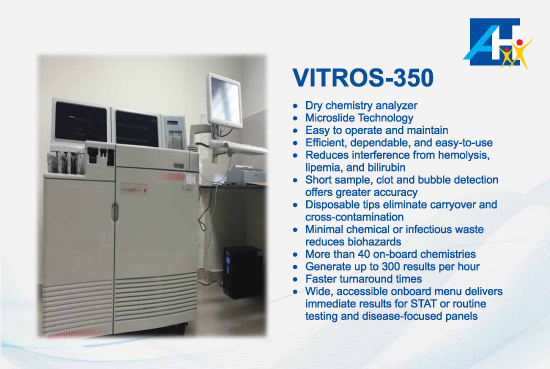 AH
VITROS-350
• Dry chemistry analyzer
• Microslide Technology
• Easy to operate and maintain
• Efficient, dependable, and easy-to-use
• Reduces interference from hemolysis,
lipemia, and bilirubin
• Short sample, clot and bubble detection
offers greater accuracy
• Disposable tips eliminate carryover and
cross-contamination
• Minimal chemical or infectious waste
reduces biohazards
• More than 40 on-board chemistries
• Generate up to 300 results per hour
• Faster turnaround times
• Wide, accessible onboard menu delivers
immediate results for STAT or routine
testing and disease-focused panels